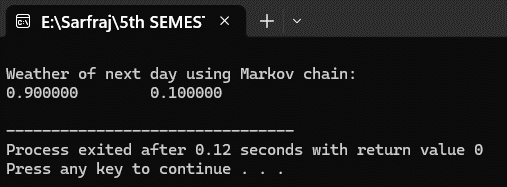 E:\Sarfraj\5th SEMEST
Weather of next day using Markov chain:
0.900000 0.100000
--------------------------------
Process exited after 0.12 seconds with return value 0
Press any key to continue . . .